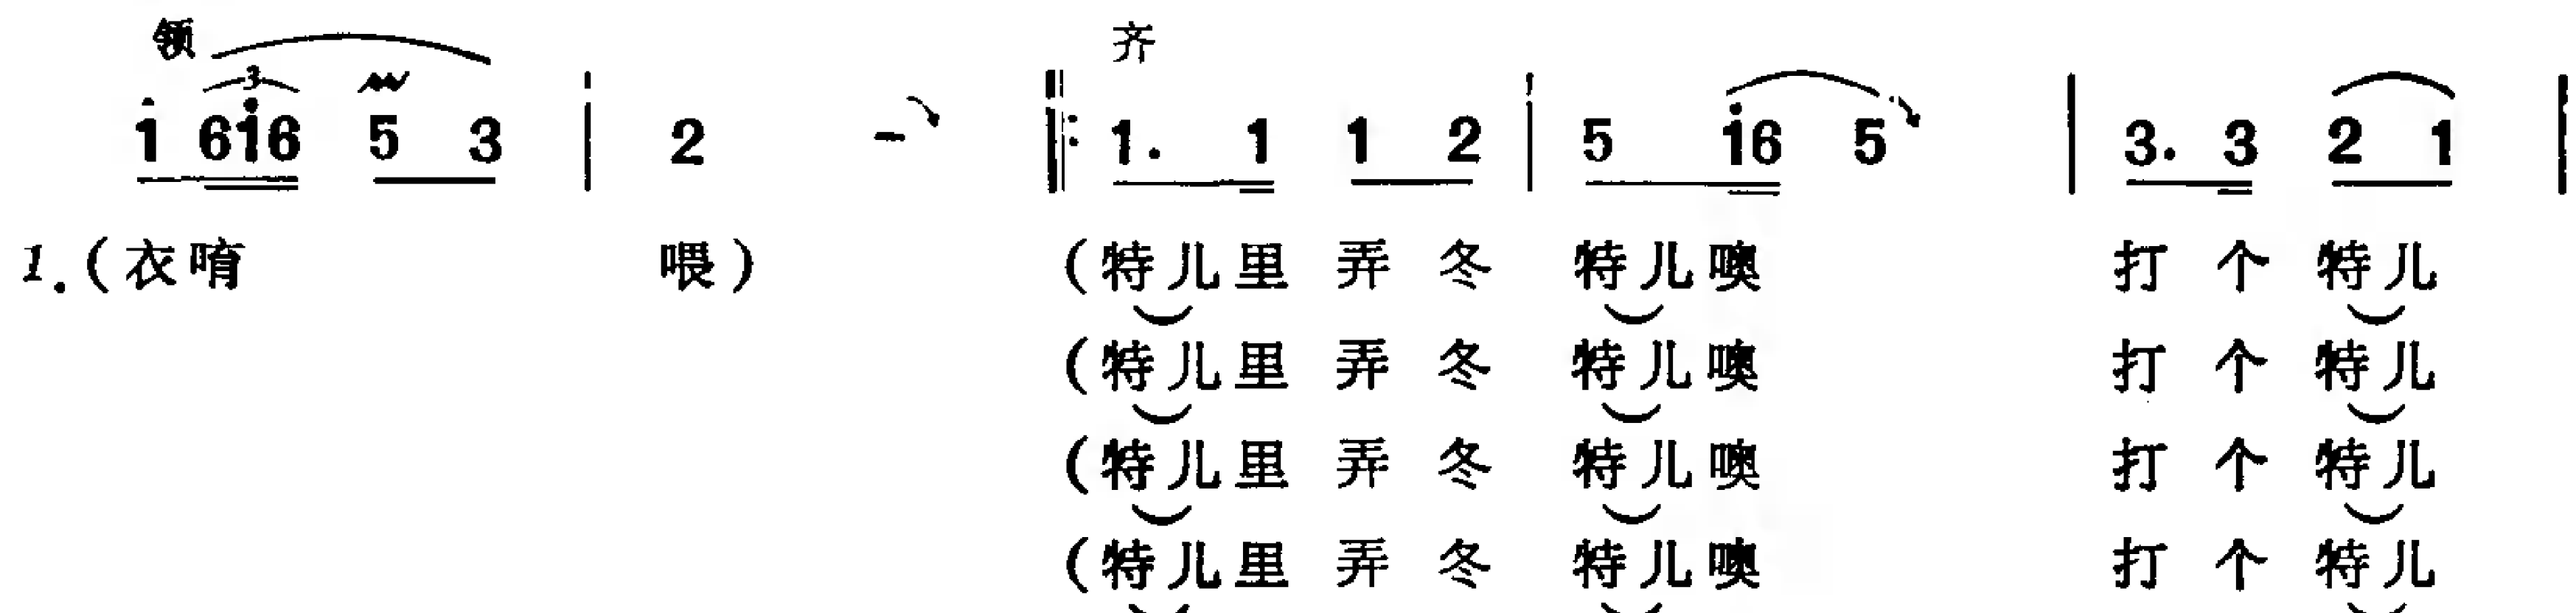 领 齐
3
i 6i6 5 3 | 2 - ‖: 1. 1 1 2 | 5 i6 5 | 3. 3 2 1 |
1.(衣唷 喂) (特儿里 弄 冬 特儿噢 打 个 特儿
(特儿里 弄 冬 特儿噢 打 个 特儿
(特儿里 弄 冬 特儿噢 打 个 特儿
(特儿里 弄 冬 特儿噢 打 个 特儿